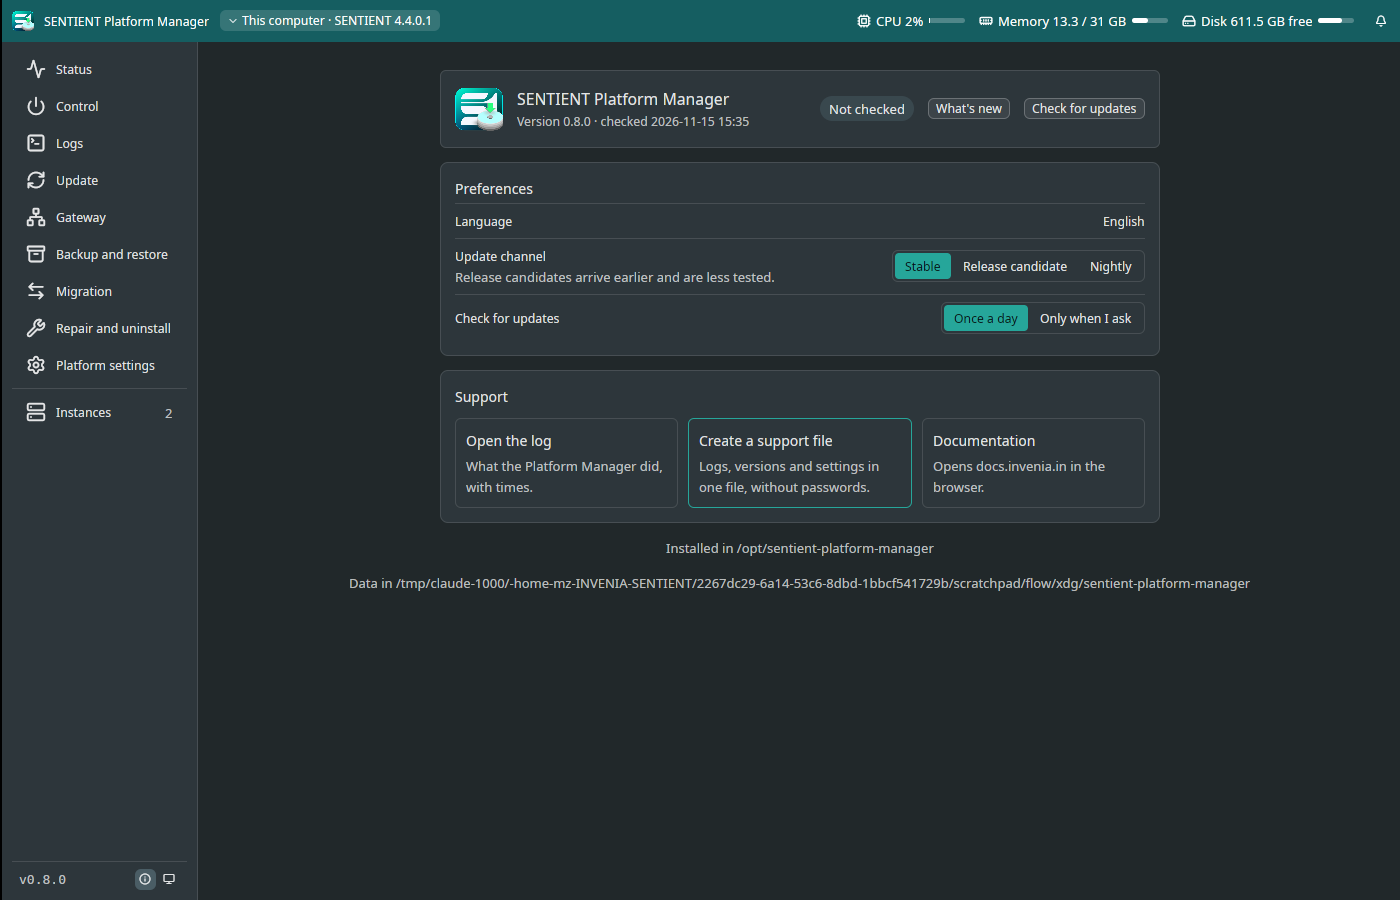 SENTIENT Platform Manager
This computer · SENTIENT 4.4.0.1
CPU 2%
Memory 13.3 / 31 GB
Disk 611.5 GB free
Status
Control
Logs
Update
Gateway
Backup and restore
Migration
Repair and uninstall
Platform settings
Instances 2
v0.8.0
SENTIENT Platform Manager
Version 0.8.0 · checked 2026-11-15 15:35
Not checked
What's new
Check for updates
Preferences
Language
English
Update channel
Release candidates arrive earlier and are less tested.
Stable
Release candidate
Nightly
Check for updates
Once a day
Only when I ask
Support
Open the log
What the Platform Manager did,
with times.
Create a support file
Logs, versions and settings in
one file, without passwords.
Documentation
Opens docs.invenia.in in the
browser.
Installed in /opt/sentient-platform-manager
Data in /tmp/claude-1000/-home-mz-INVENIA-SENTIENT/2267dc29-6a14-53c6-8dbd-1bbcf541729b/scratchpad/flow/xdg/sentient-platform-manager